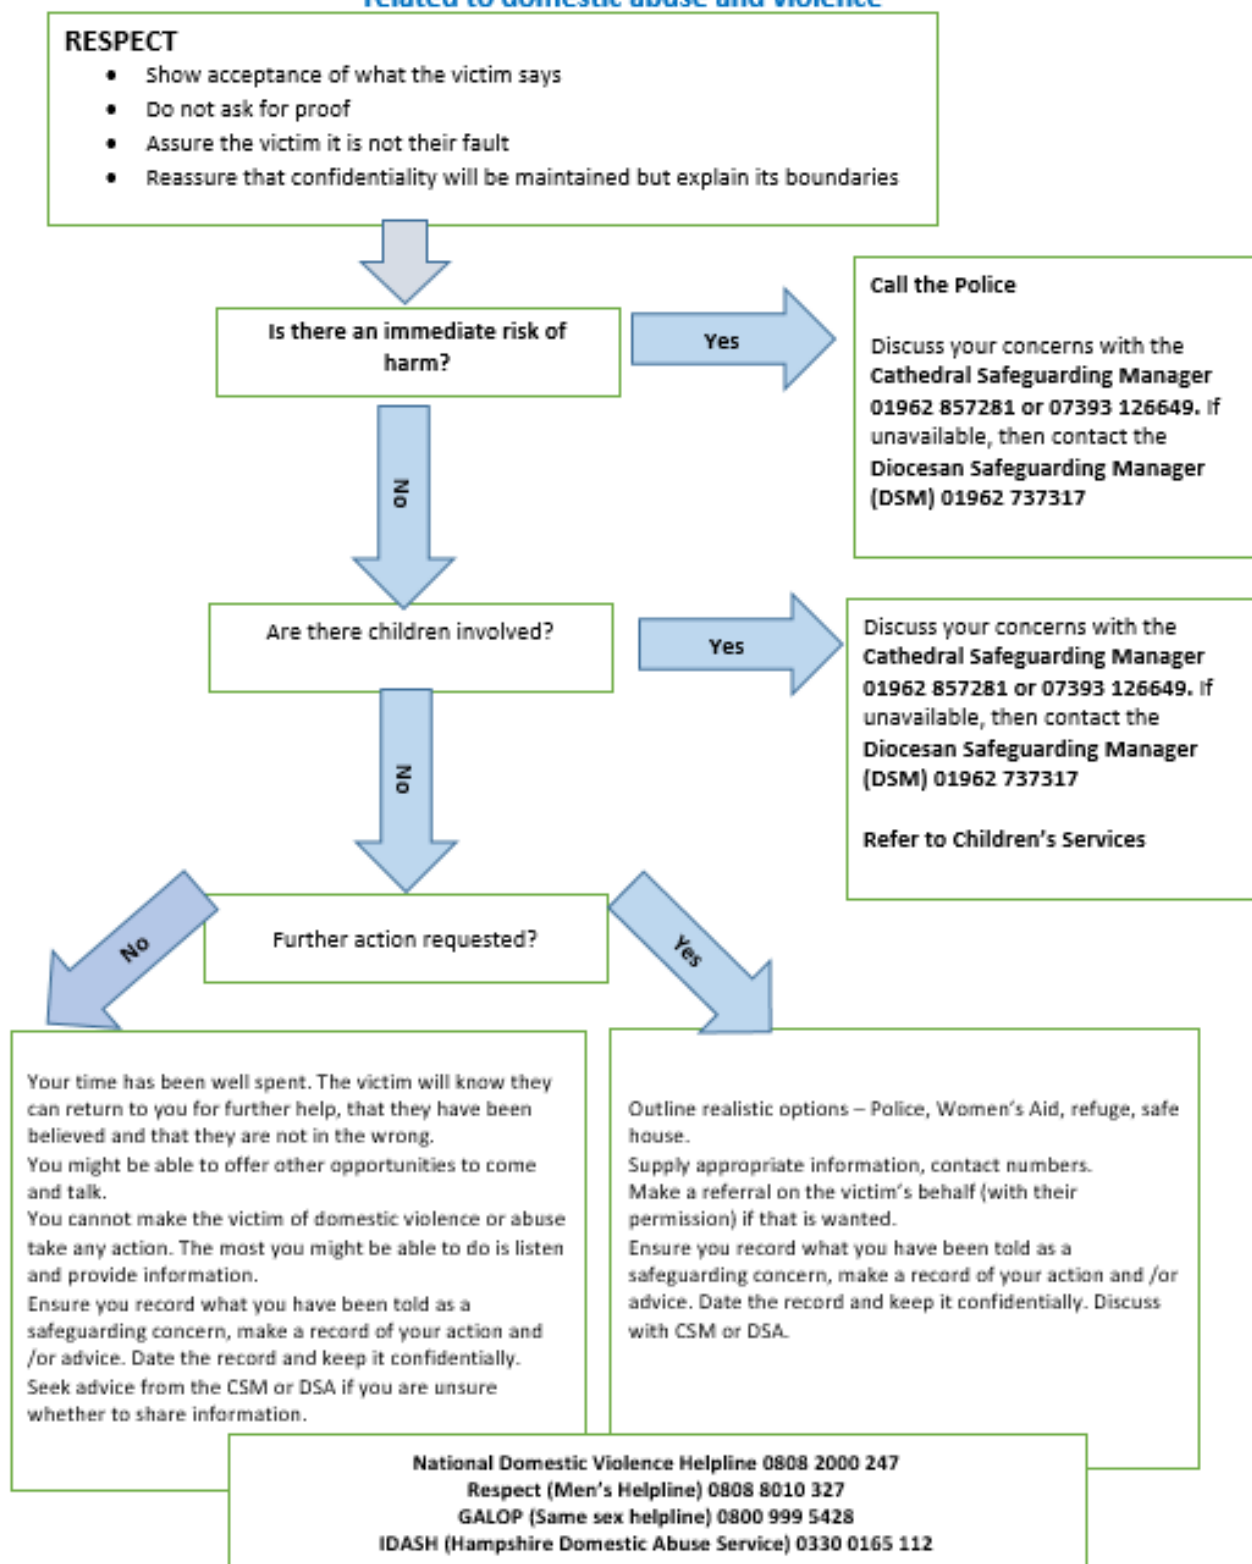 related to domestic abuse and violence
RESPECT
• Show acceptance of what the victim says
• Do not ask for proof
• Assure the victim it is not their fault
• Reassure that confidentiality will be maintained but explain its boundaries
Is there an immediate risk of
harm?
Yes
Call the Police
Discuss your concerns with the
Cathedral Safeguarding Manager
01962 857281 or 07393 126649. If
unavailable, then contact the
Diocesan Safeguarding Manager
(DSM) 01962 737317
No
Are there children involved?
Yes
Discuss your concerns with the
Cathedral Safeguarding Manager
01962 857281 or 07393 126649. If
unavailable, then contact the
Diocesan Safeguarding Manager
(DSM) 01962 737317
Refer to Children's Services
No
Further action requested?
No
Yes
Your time has been well spent. The victim will know they
can return to you for further help, that they have been
believed and that they are not in the wrong.
You might be able to offer other opportunities to come
and talk.
You cannot make the victim of domestic violence or abuse
take any action. The most you might be able to do is listen
and provide information.
Ensure you record what you have been told as a
safeguarding concern, make a record of your action and
/or advice. Date the record and keep it confidentially.
Seek advice from the CSM or DSA if you are unsure
whether to share information.
Outline realistic options – Police, Women's Aid, refuge, safe
house.
Supply appropriate information, contact numbers.
Make a referral on the victim's behalf (with their
permission) if that is wanted.
Ensure you record what you have been told as a
safeguarding concern, make a record of your action and /or
advice. Date the record and keep it confidentially. Discuss
with CSM or DSA.
National Domestic Violence Helpline 0808 2000 247
Respect (Men's Helpline) 0808 8010 327
GALOP (Same sex helpline) 0800 999 5428
IDASH (Hampshire Domestic Abuse Service) 0330 0165 112